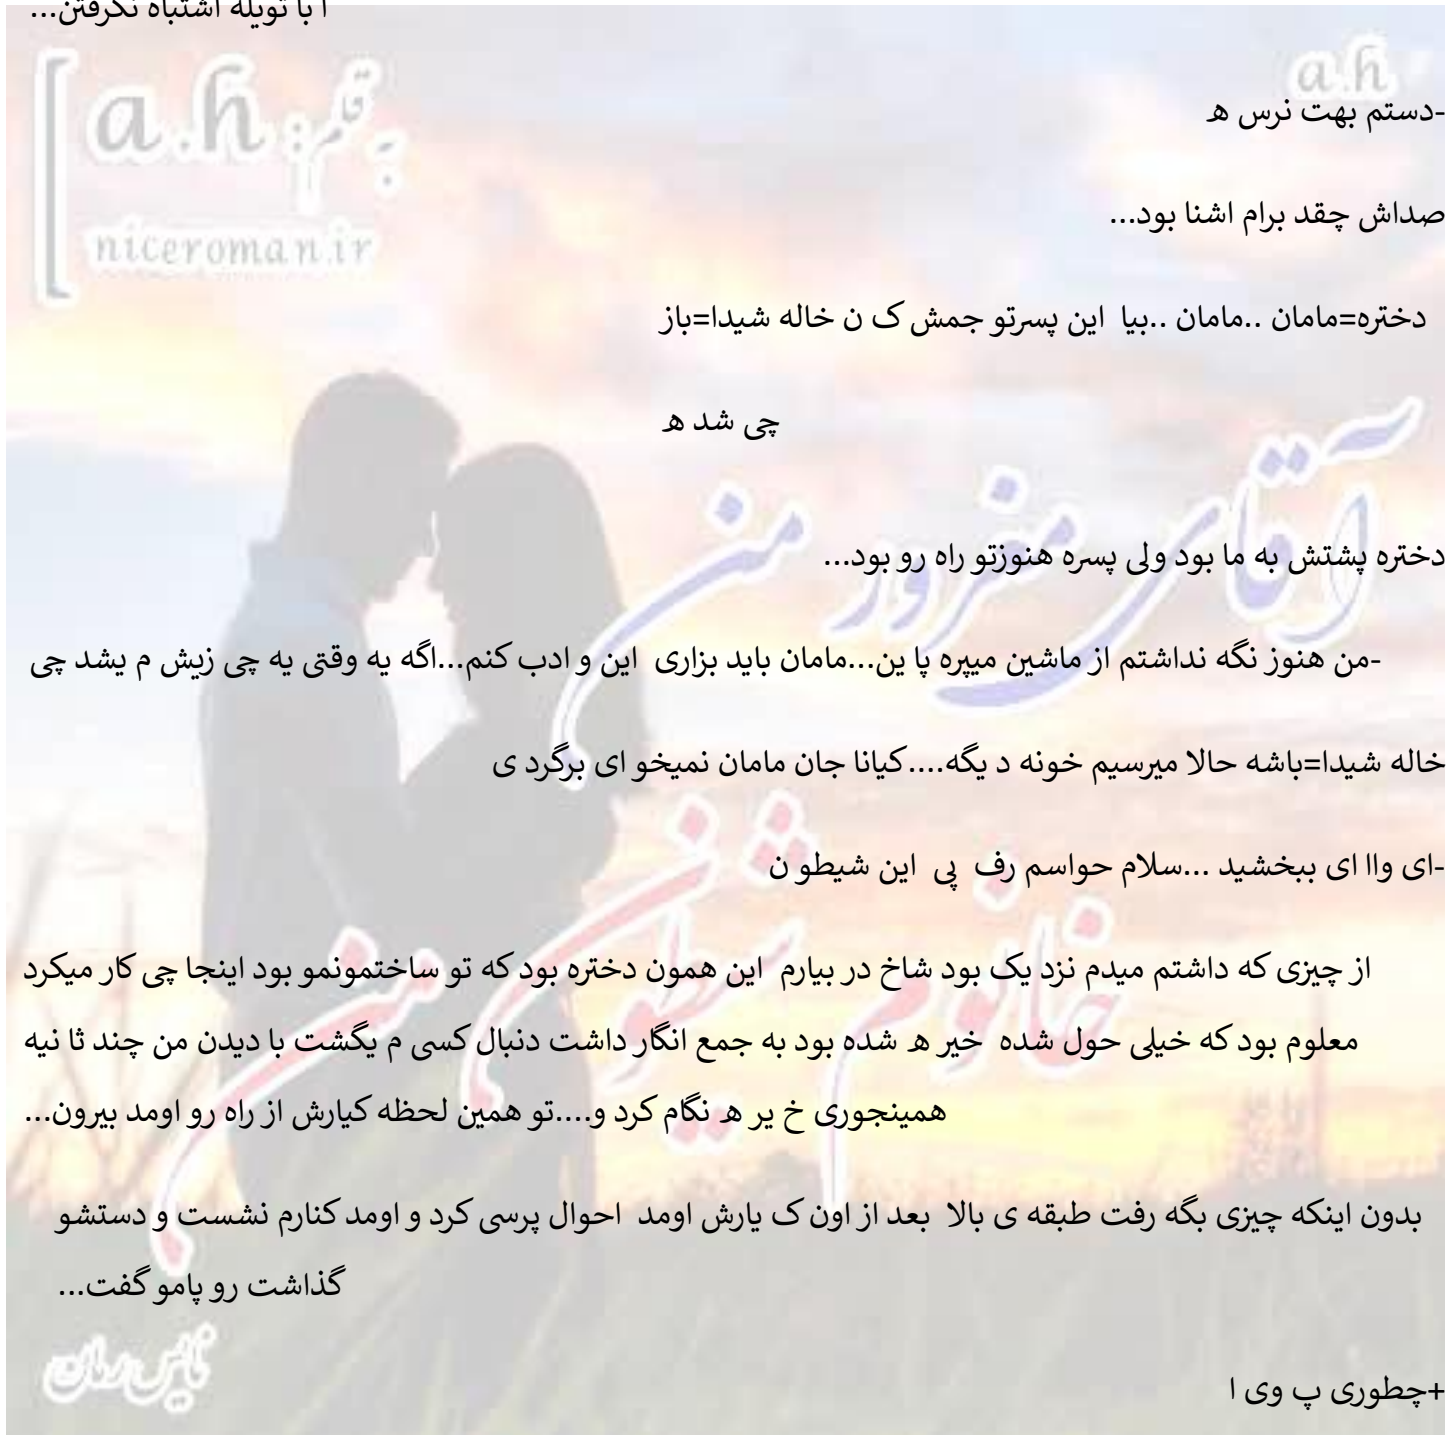 ا با تویله اشتباه نگرفتن...
a.h
به قلم: a.h
niceroman.ir
-دستم بهت نرس ه
صداش چقد برام اشنا بود...
دختره=مامان ..مامان ..بیا این پسرتو جمش ک ن خاله شیدا=باز
چی شد ه
آقای مغرور من
دختره پشتش به ما بود ولی پسره هنوزتو راه رو بود...
-من هنوز نگه نداشتم از ماشین میپره پا ین...مامان باید بزاری این و ادب کنم...اگه یه وقتی یه چی زیش م یشد چی
خاله شیدا=باشه حالا میرسیم خونه د یگه....کیانا جان مامان نمیخو ای برگرد ی
-ای واا ای ببخشید ...سلام حواسم رف پی این شیطو ن
خانوم شیطون من
از چیزی که داشتم میدم نزد یک بود شاخ در بیارم این همون دختره بود که تو ساختمونمو بود اینجا چی کار میکرد
معلوم بود که خیلی حول شده خیر ه شده بود به جمع انگار داشت دنبال کسی م یگشت با دیدن من چند ثا نیه
همینجوری خ یر ه نگام کرد و....تو همین لحظه کیارش از راه رو اومد بیرون...
بدون اینکه چیزی بگه رفت طبقه ی بالا بعد از اون ک یارش اومد احوال پرسی کرد و اومد کنارم نشست و دستشو
گذاشت رو پامو گفت...
نایس رمان
+چطوری پ وی ا